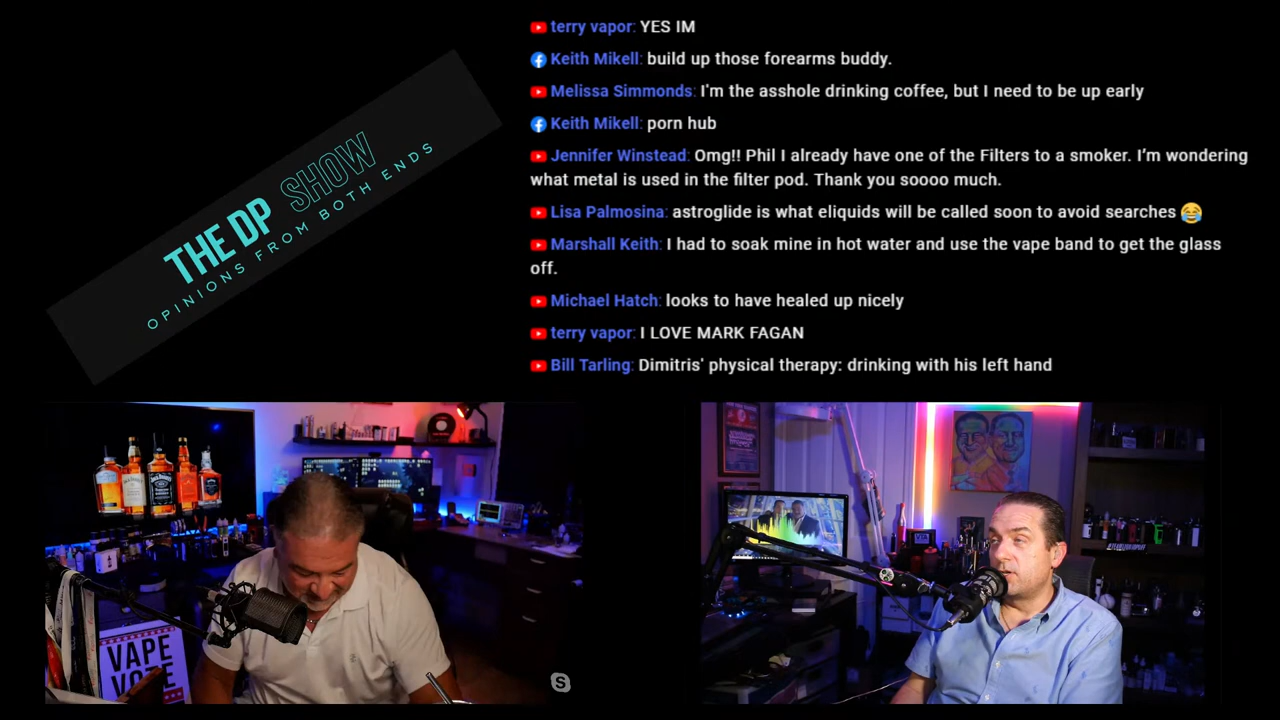 THE DP SHOW
OPINIONS FROM BOTH ENDS
terry vapor: YES IM
Keith Mikell: build up those forearms buddy.
Melissa Simmonds: I'm the asshole drinking coffee, but I need to be up early
Keith Mikell: porn hub
Jennifer Winstead: Omg!! Phil I already have one of the Filters to a smoker. I’m wondering
what metal is used in the filter pod. Thank you soooo much.
Lisa Palmosina: astroglide is what eliquids will be called soon to avoid searches 😂
Marshall Keith: I had to soak mine in hot water and use the vape band to get the glass
off.
Michael Hatch: looks to have healed up nicely
terry vapor: I LOVE MARK FAGAN
Bill Tarling: Dimitris' physical therapy: drinking with his left hand
VAPE
VOTE
S